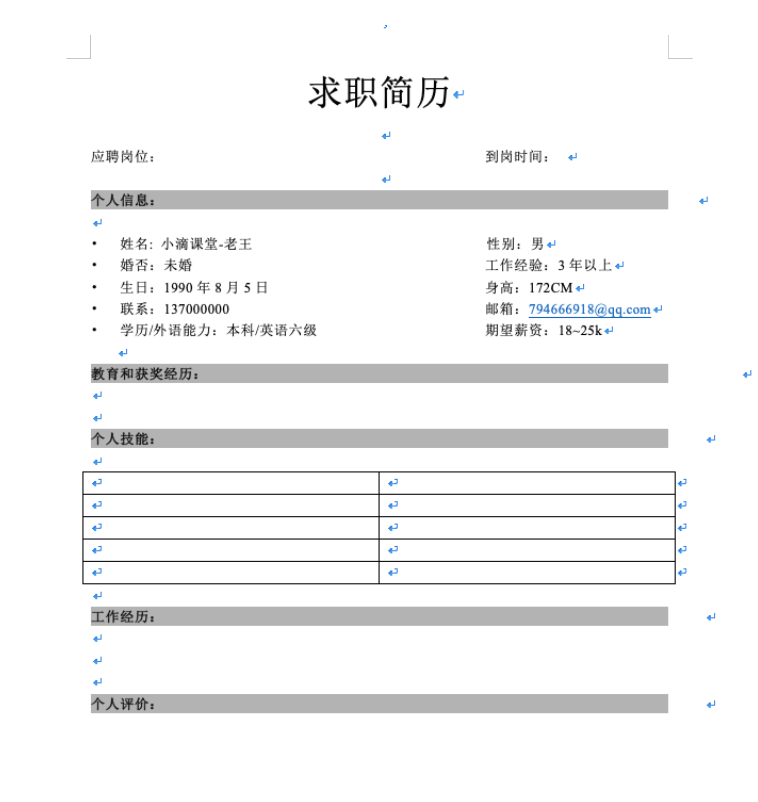 求职简历
应聘岗位： 到岗时间：
个人信息：
• 姓名: 小滴课堂-老王 性别：男
• 婚否：未婚 工作经验：3 年以上
• 生日：1990 年 8 月 5 日 身高：172CM
• 联系：137000000 邮箱：794666918@qq.com
• 学历/外语能力：本科/英语六级 期望薪资：18~25k
教育和获奖经历：
个人技能：
工作经历：
个人评价：